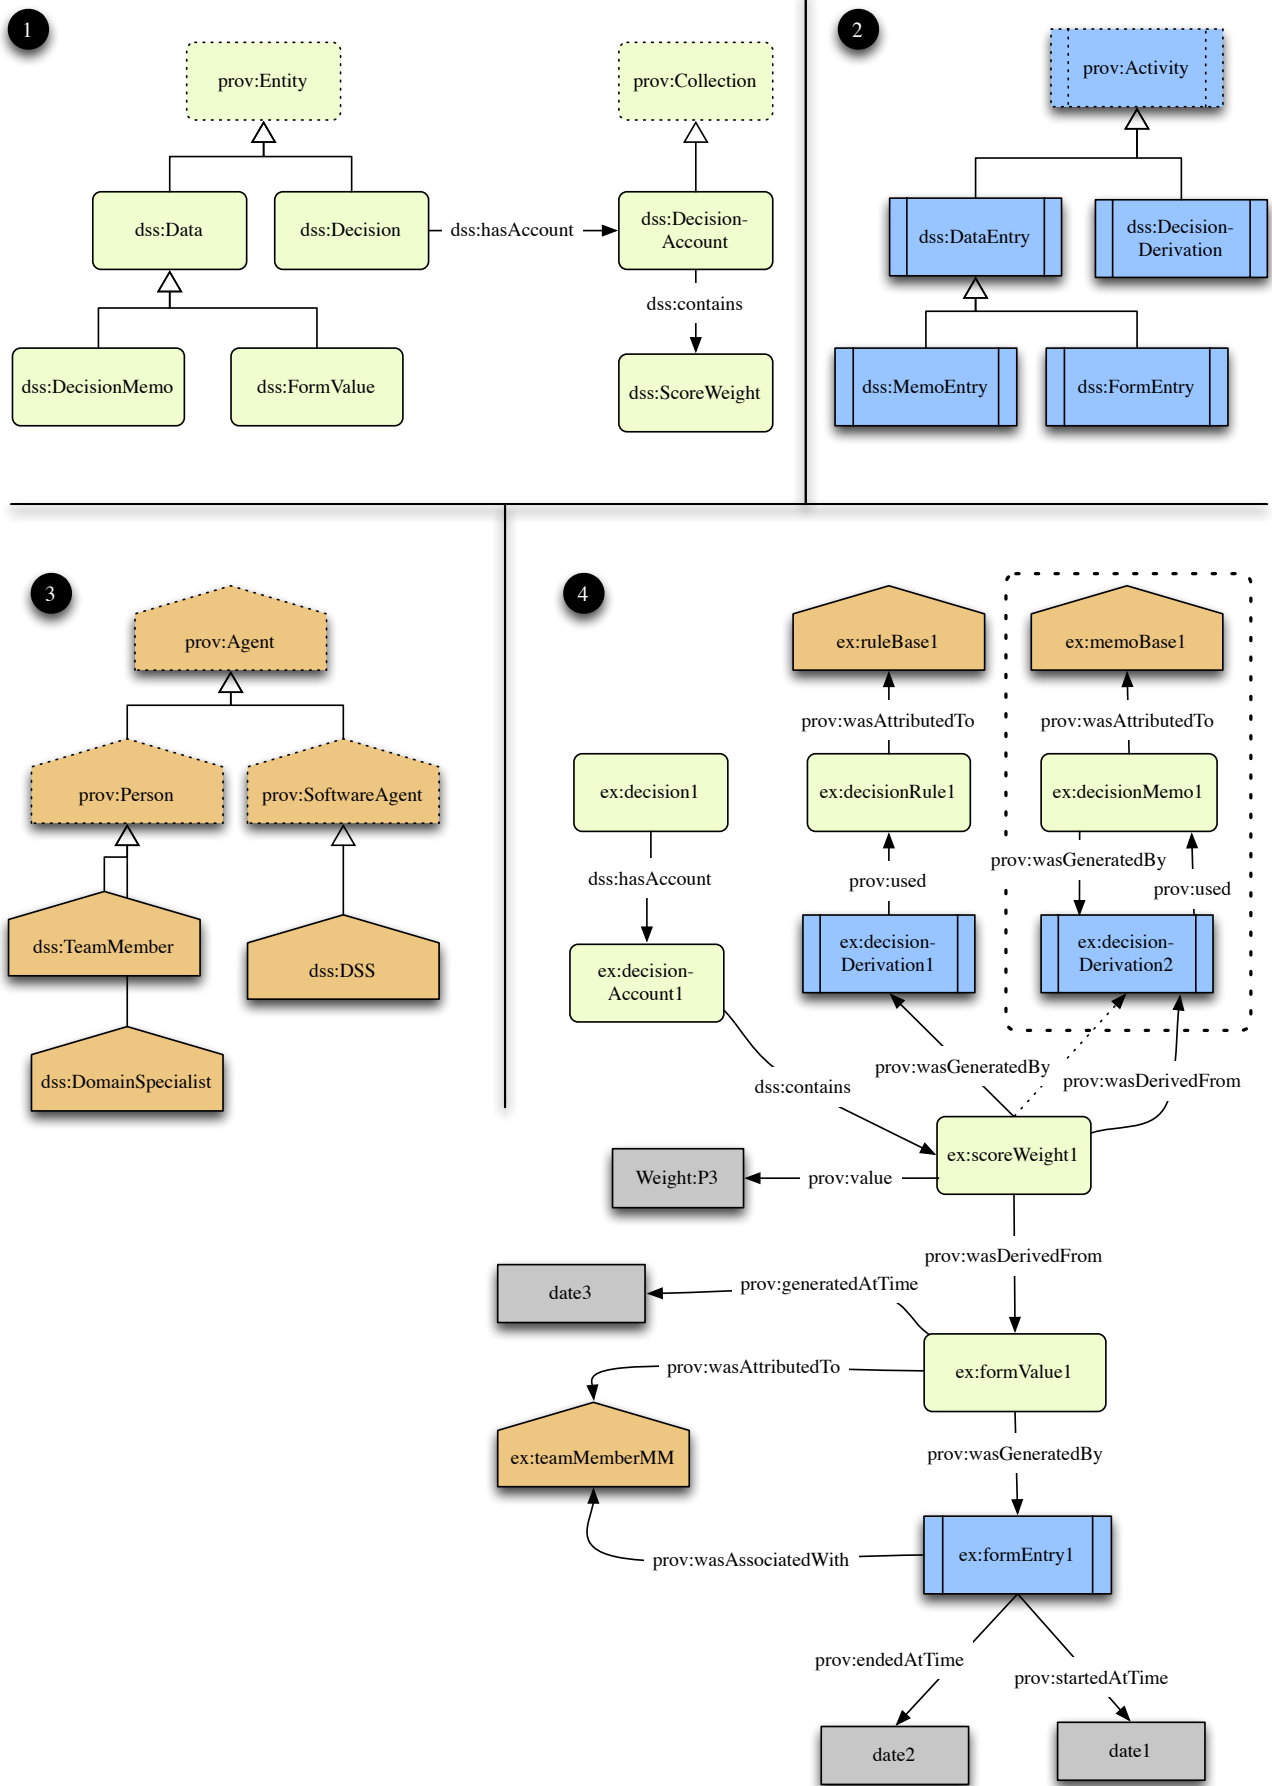 1
prov:Entity
prov:Collection
dss:Data
dss:Decision
dss:hasAccount
dss:Decision-
Account
dss:contains
dss:DecisionMemo
dss:FormValue
dss:ScoreWeight
2
prov:Activity
dss:DataEntry
dss:Decision-
Derivation
dss:MemoEntry
dss:FormEntry
3
prov:Agent
prov:Person
prov:SoftwareAgent
dss:TeamMember
dss:DSS
dss:DomainSpecialist
4
ex:ruleBase1
ex:memoBase1
prov:wasAttributedTo
prov:wasAttributedTo
ex:decision1
ex:decisionRule1
ex:decisionMemo1
dss:hasAccount
prov:used
prov:wasGeneratedBy
prov:used
ex:decision-
Account1
ex:decision-
Derivation1
ex:decision-
Derivation2
dss:contains
prov:wasGeneratedBy
prov:wasDerivedFrom
ex:scoreWeight1
Weight:P3
prov:value
prov:wasDerivedFrom
date3
prov:generatedAtTime
prov:wasAttributedTo
ex:formValue1
ex:teamMemberMM
prov:wasGeneratedBy
prov:wasAssociatedWith
ex:formEntry1
prov:endedAtTime
prov:startedAtTime
date2
date1